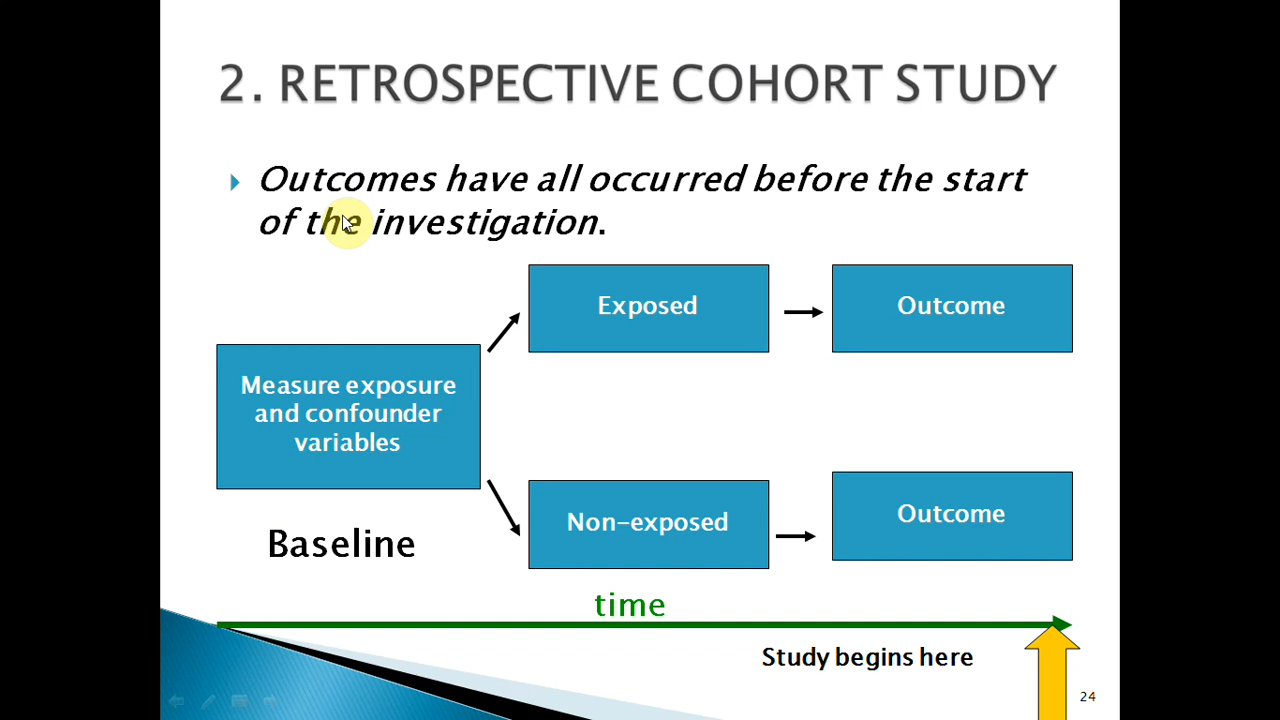 2. RETROSPECTIVE COHORT STUDY
Outcomes have all occurred before the start
of the investigation.
Exposed
Outcome
Measure exposure
and confounder
variables
Non-exposed
Outcome
Baseline
time
Study begins here
24